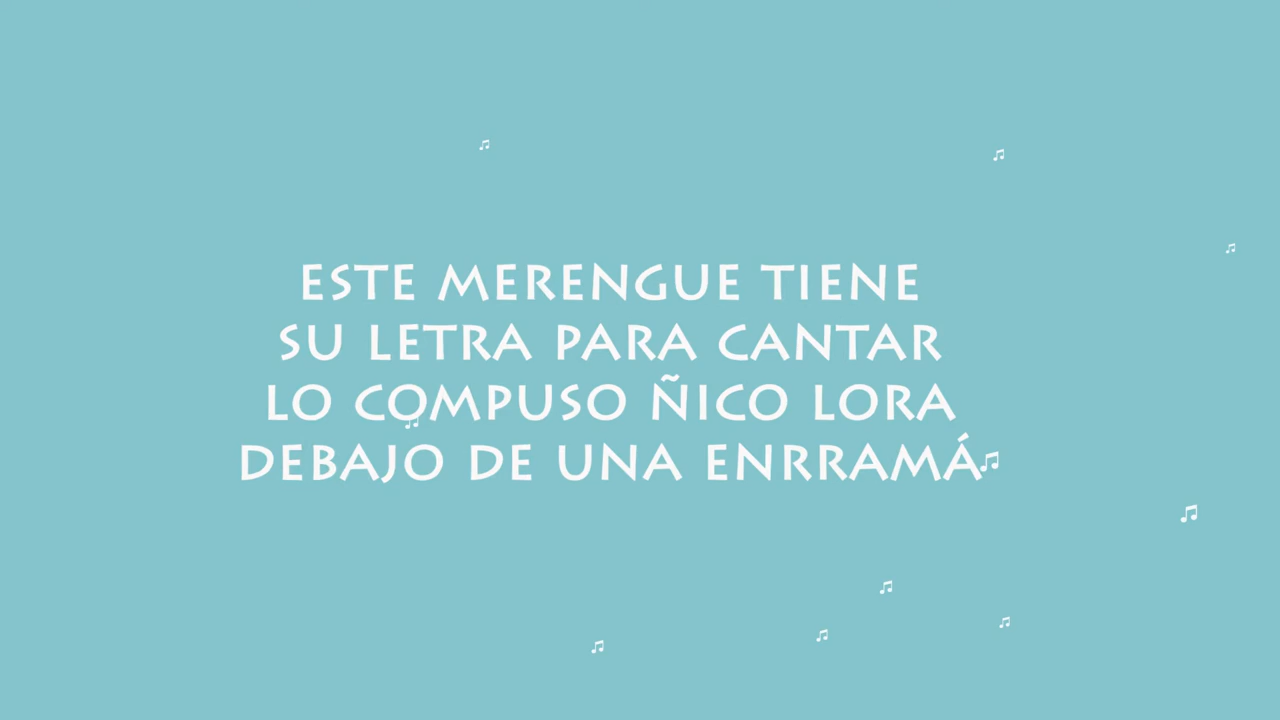 ESTE MERENGUE TIENE
SU LETRA PARA CANTAR
LO COMPUSO ÑICO LORA
DEBAJO DE UNA ENRRAMÁ